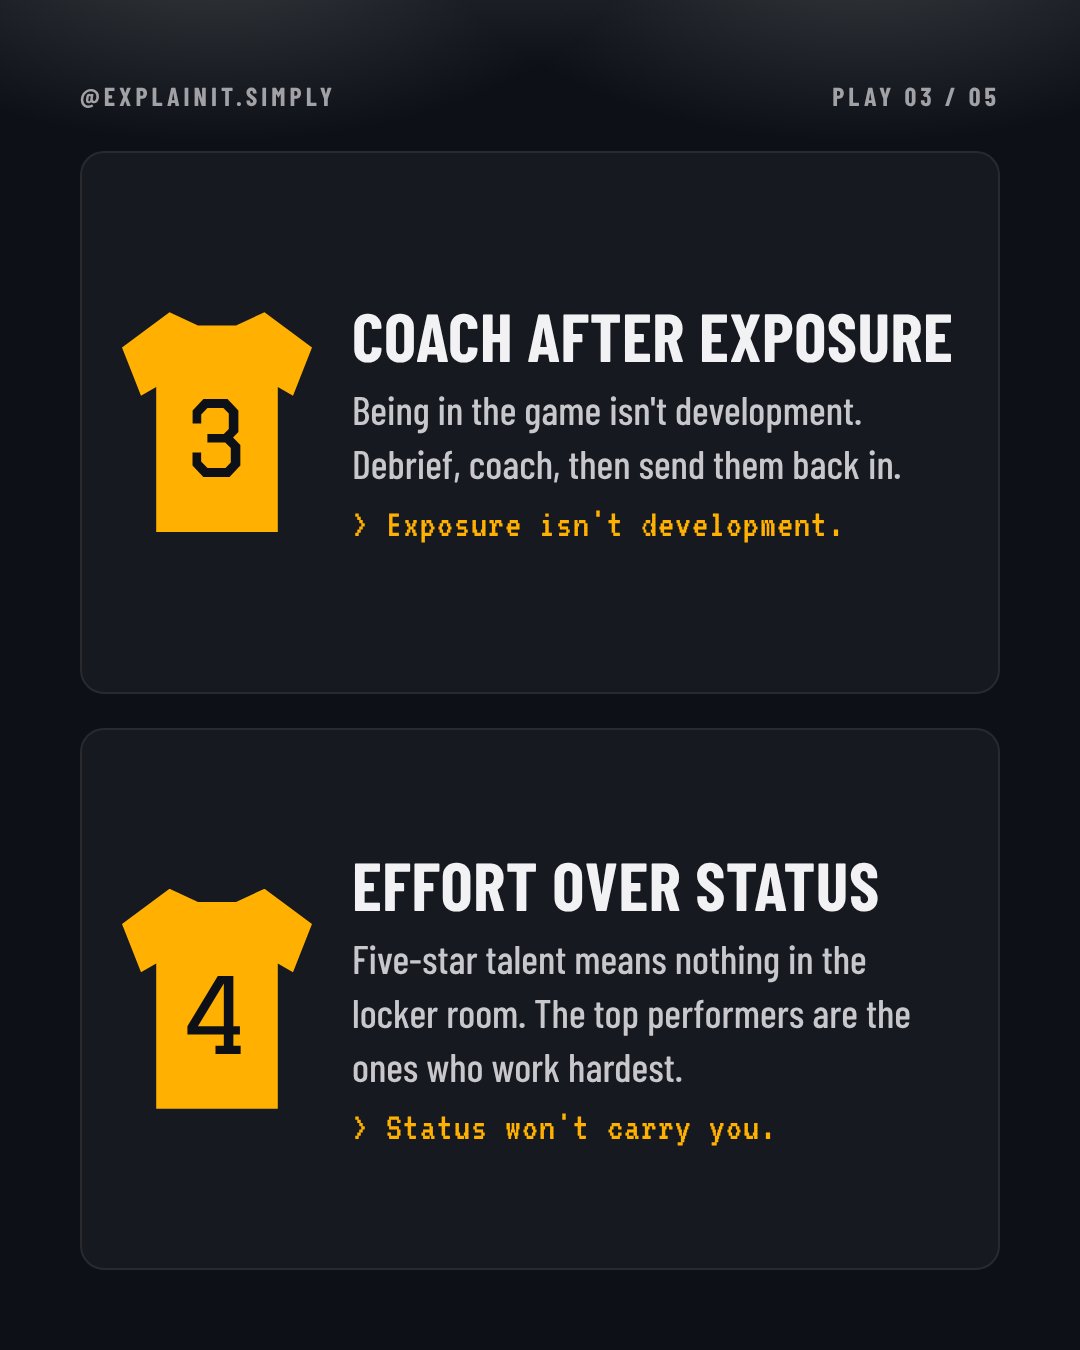 @EXPLAINIT.SIMPLY
PLAY 03 / 05
3
COACH AFTER EXPOSURE
Being in the game isn't development.
Debrief, coach, then send them back in.
> Exposure isn't development.
4
EFFORT OVER STATUS
Five-star talent means nothing in the
locker room. The top performers are the
ones who work hardest.
> Status won't carry you.